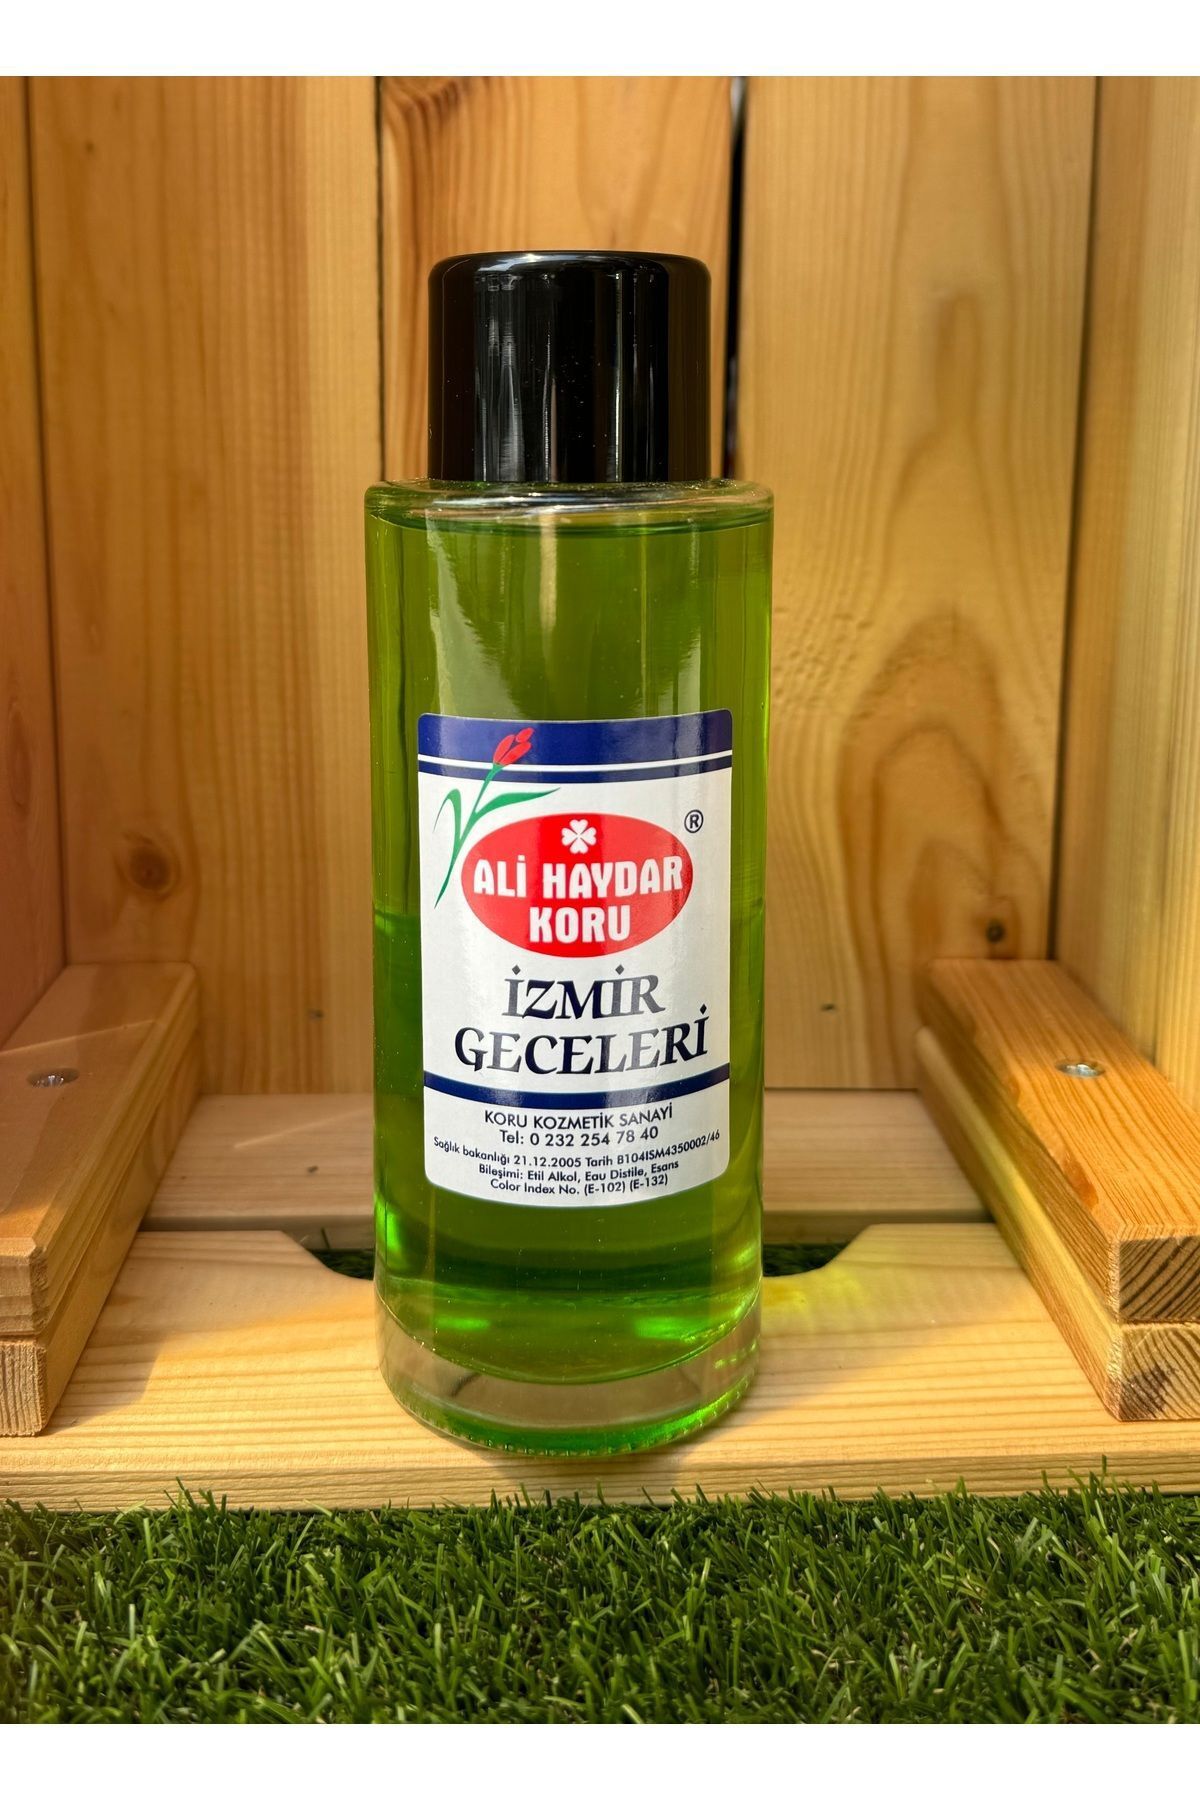 ®
ALİ HAYDAR
KORU
İZMİR
GECELERİ
KORU KOZMETİK SANAYİ
Tel: 0 232 254 78 40
Sağlık bakanlığı 21.12.2005 Tarih B104ISM4350002/46
Bileşimi: Etil Alkol, Eau Distile, Esans
Color Index No. (E-102) (E-132)